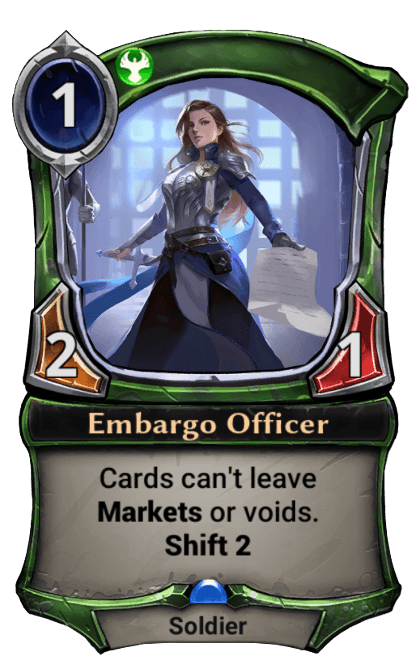 1
2
1
Embargo Officer
Cards can't leave
Markets or voids.
Shift 2
Soldier